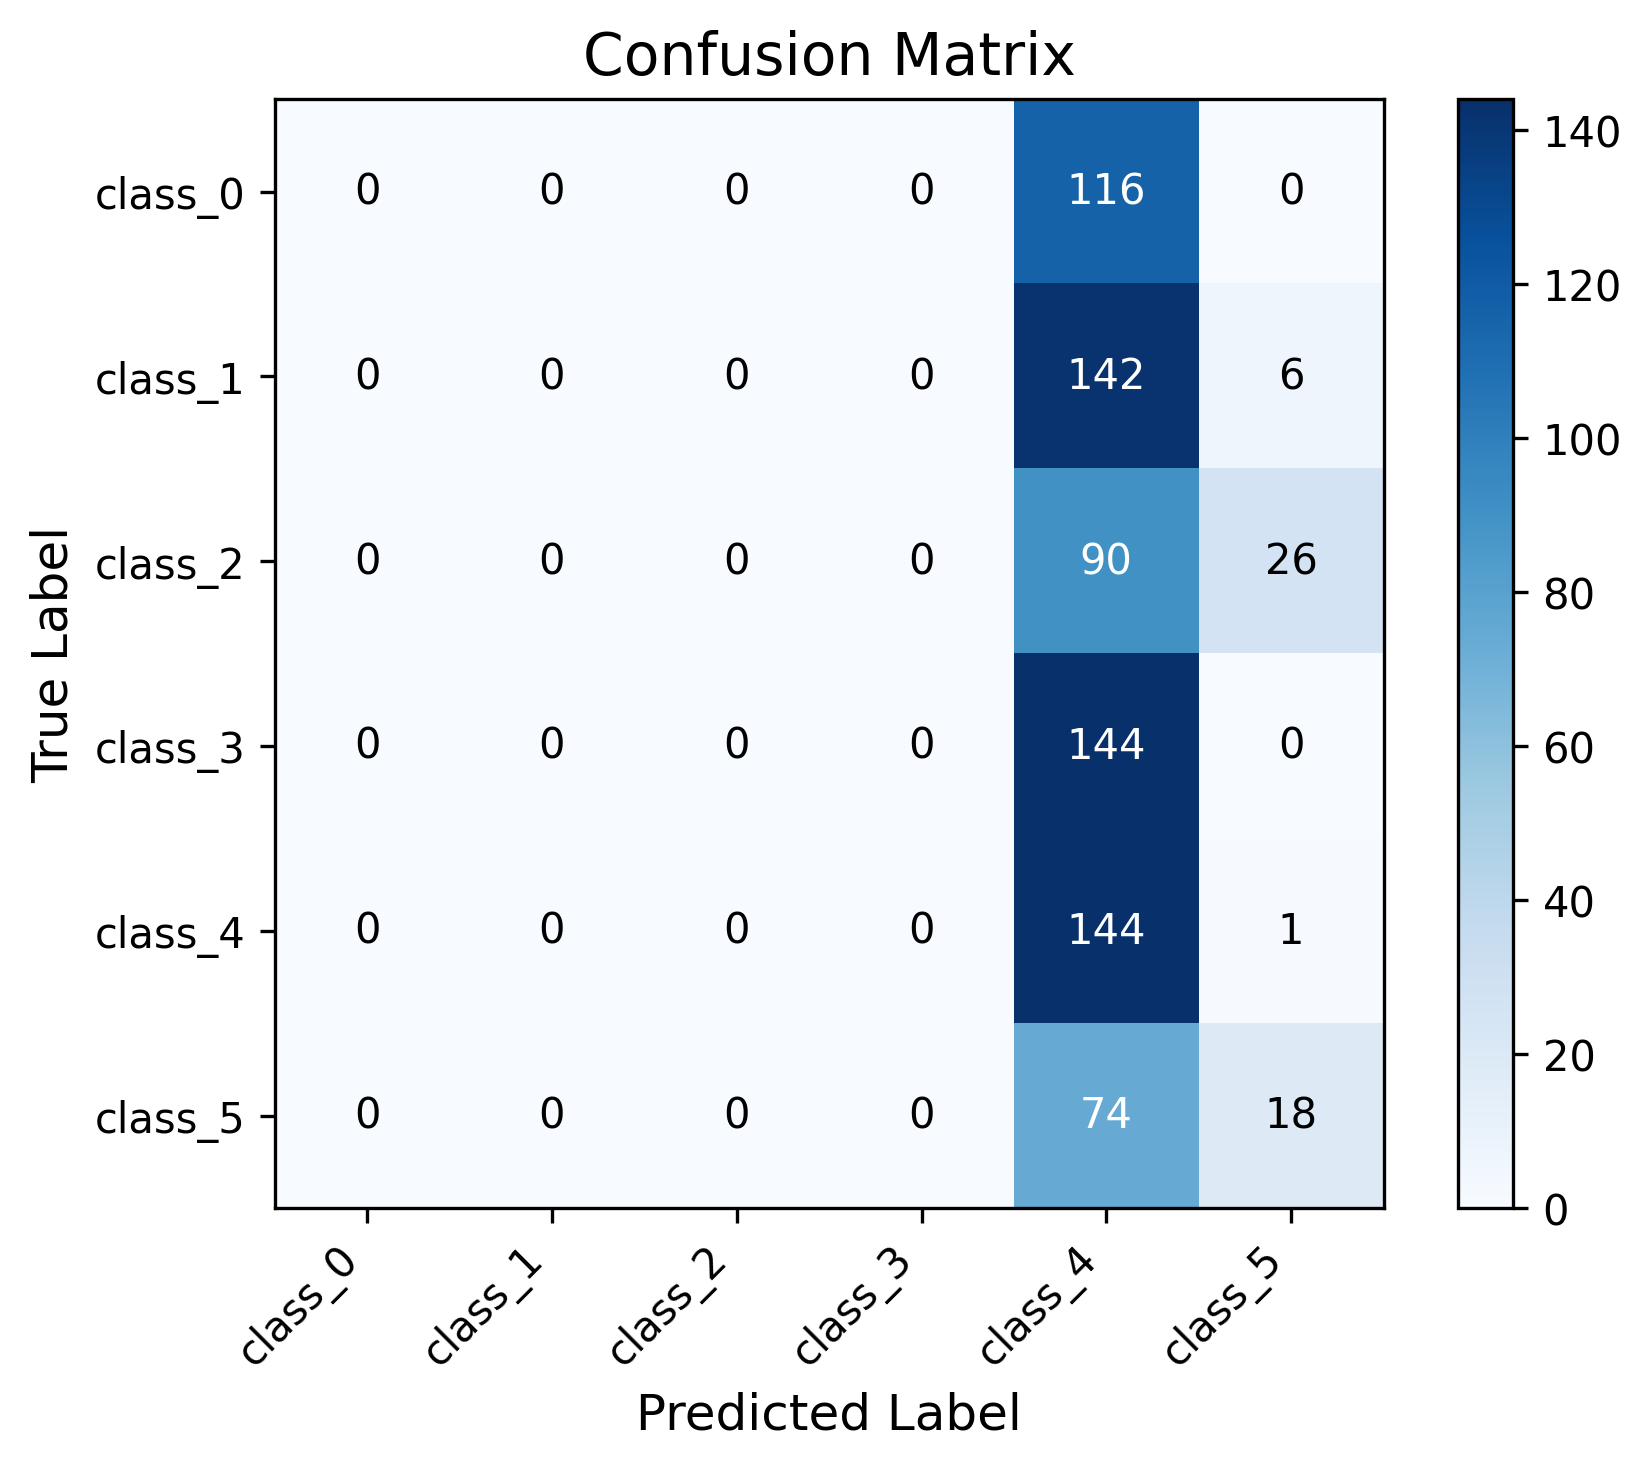 Confusion Matrix
class_0 0 0 0 0 116 0
class_1 0 0 0 0 142 6
class_2 0 0 0 0 90 26
class_3 0 0 0 0 144 0
class_4 0 0 0 0 144 1
class_5 0 0 0 0 74 18
class_0 class_1 class_2 class_3 class_4 class_5
Predicted Label
True Label
140
120
100
80
60
40
20
0